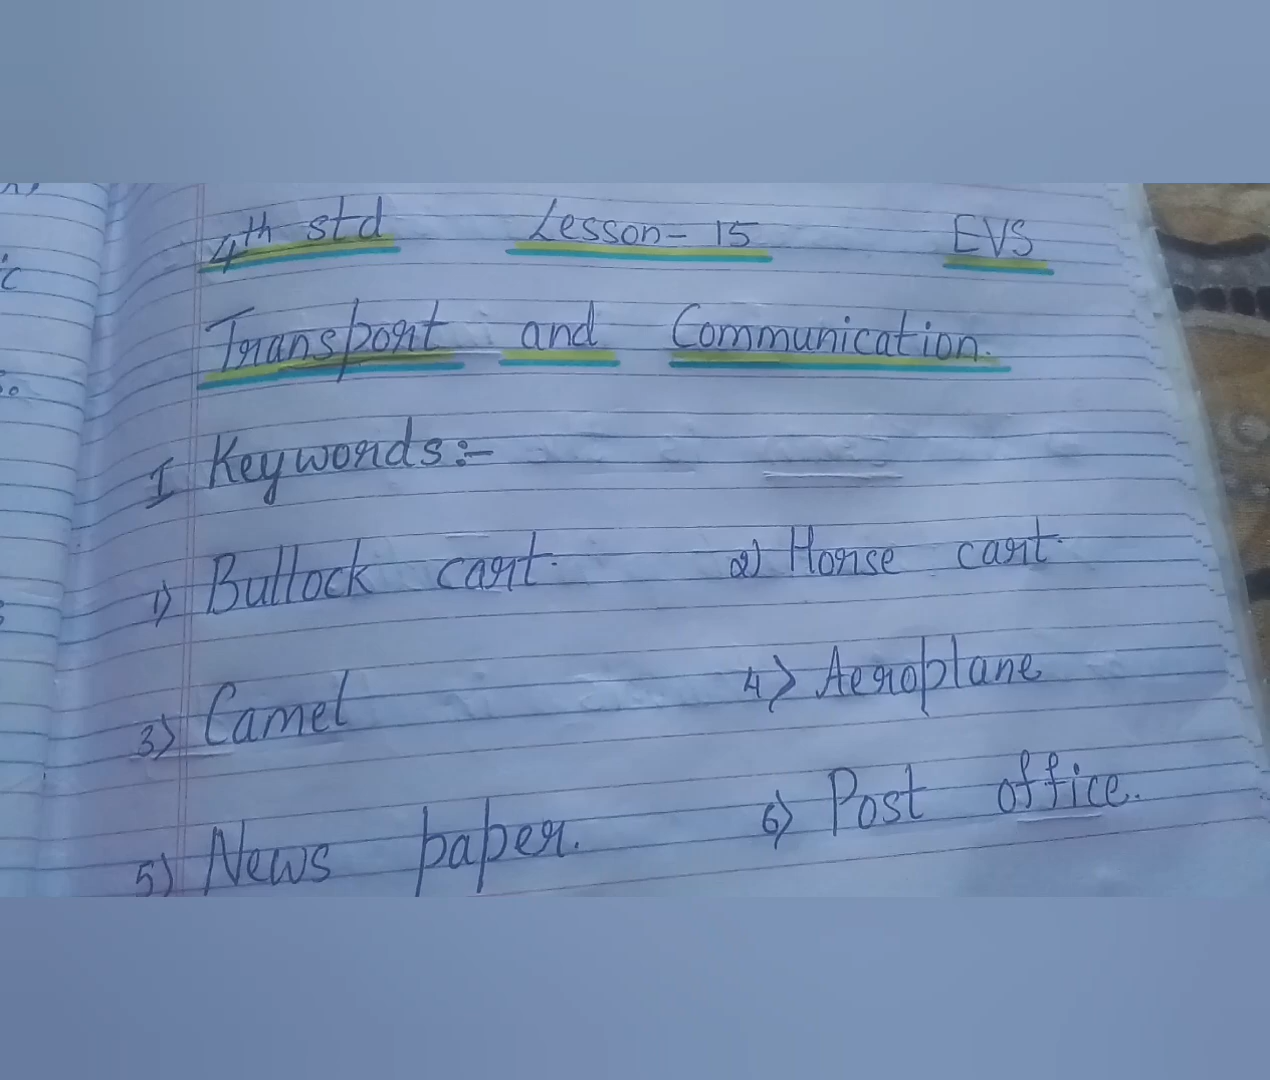 4th std Lesson- 15 EVS
Transport and Communication.
I Keywords:-
1) Bullock cart. 2) Horse cart.
3) Camel 4) Aeroplane
5) News paper. 6) Post office.